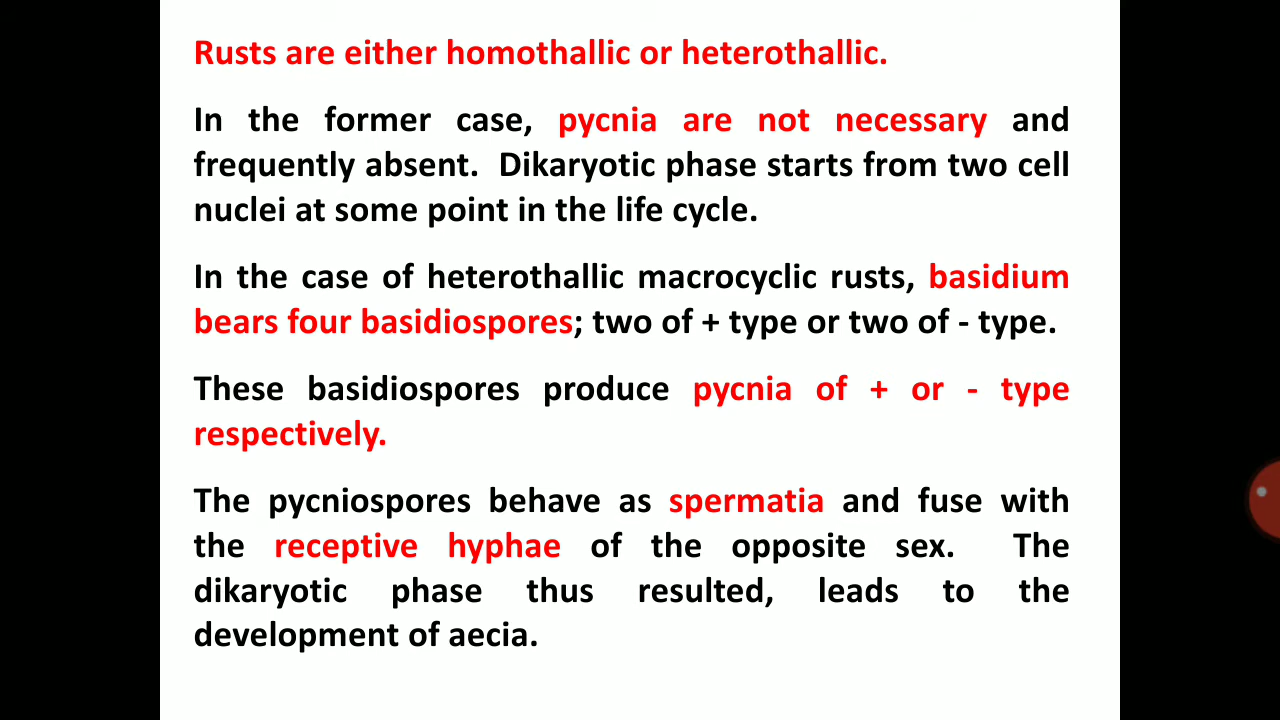 Rusts are either homothallic or heterothallic.
In the former case, pycnia are not necessary and
frequently absent. Dikaryotic phase starts from two cell
nuclei at some point in the life cycle.
In the case of heterothallic macrocyclic rusts, basidium
bears four basidiospores; two of + type or two of - type.
These basidiospores produce pycnia of + or - type
respectively.
The pycniospores behave as spermatia and fuse with
the receptive hyphae of the opposite sex. The
dikaryotic phase thus resulted, leads to the
development of aecia.